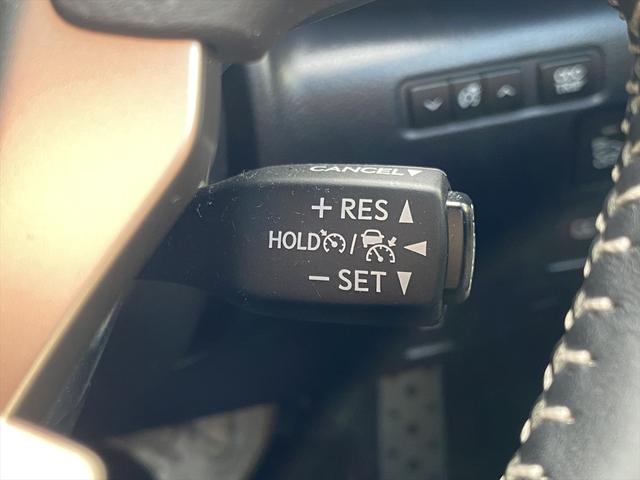 CANCEL
+ RES
HOLD /
− SET